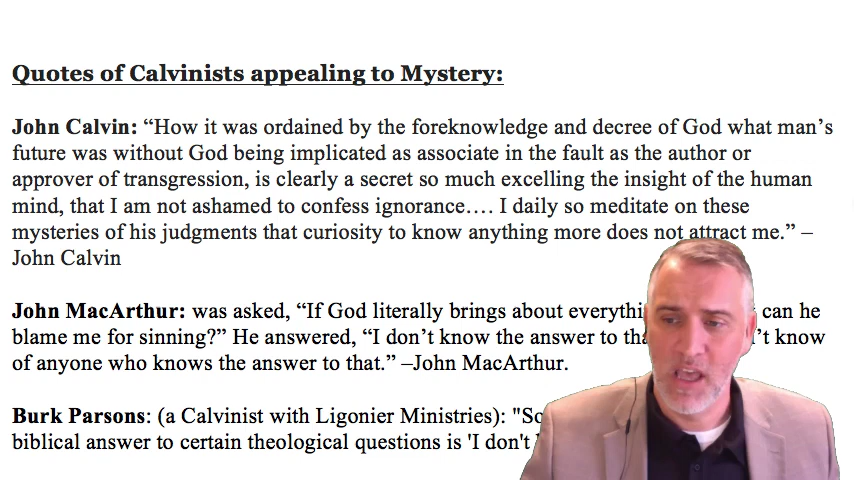 Quotes of Calvinists appealing to Mystery:
John Calvin: “How it was ordained by the foreknowledge and decree of God what man’s
future was without God being implicated as associate in the fault as the author or
approver of transgression, is clearly a secret so much excelling the insight of the human
mind, that I am not ashamed to confess ignorance…. I daily so meditate on these
mysteries of his judgments that curiosity to know anything more does not attract me.” –
John Calvin
John MacArthur: was asked, “If God literally brings about can he
blame me for sinning?” He answered, “I don’t know the answer to know
of anyone who knows the answer to that.” –John MacArthur.
Burk Parsons: (a Calvinist with Ligonier Ministries):
biblical answer to certain theological questions is 'I don't